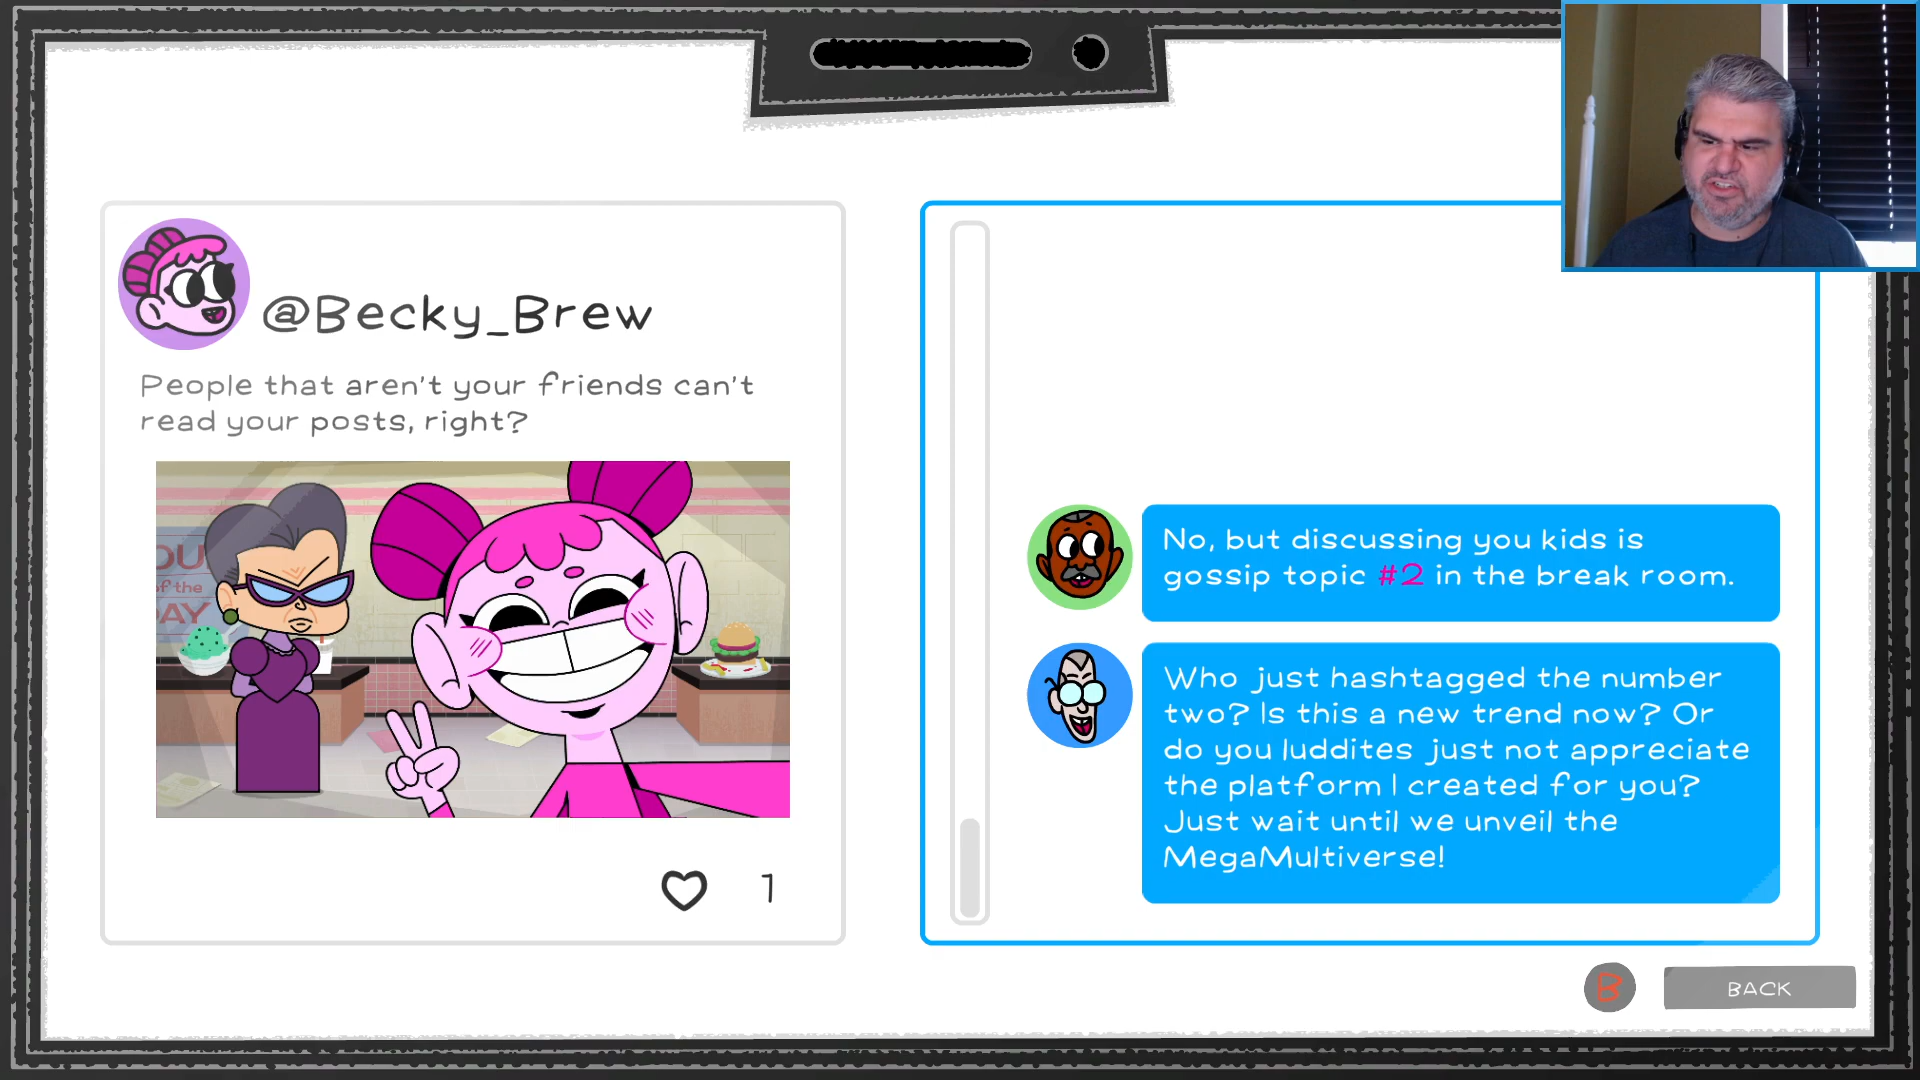 @Becky_Brew
People that aren't your friends can't
read your posts, right?
OU
of the
DAY
1
No, but discussing you kids is
gossip topic #2 in the break room.
Who just hashtagged the number
two? Is this a new trend now? Or
do you luddites just not appreciate
the platform I created for you?
Just wait until we unveil the
MegaMultiverse!
B BACK